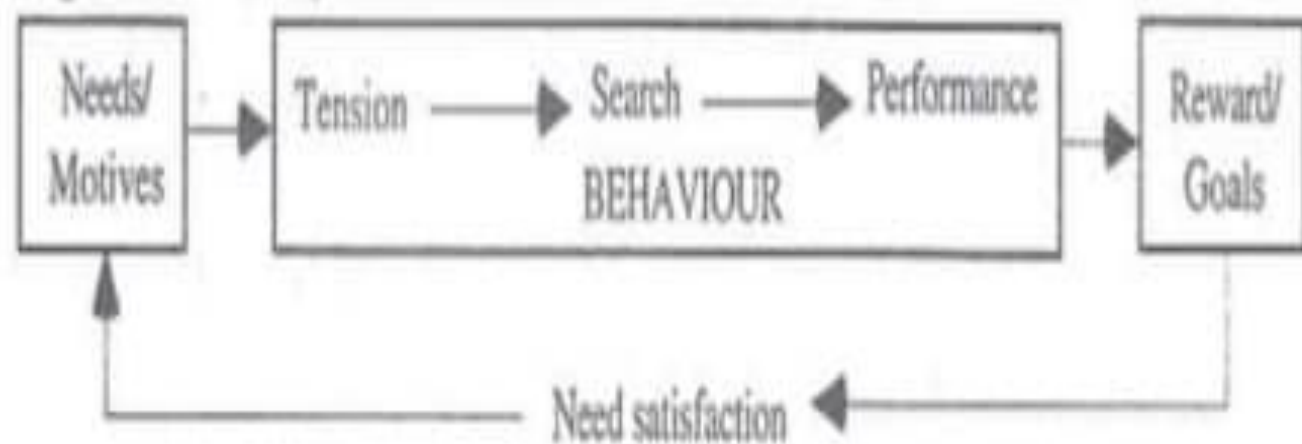 Needs/
Motives
Tension
Search
Performance
BEHAVIOUR
Reward/
Goals
Need satisfaction